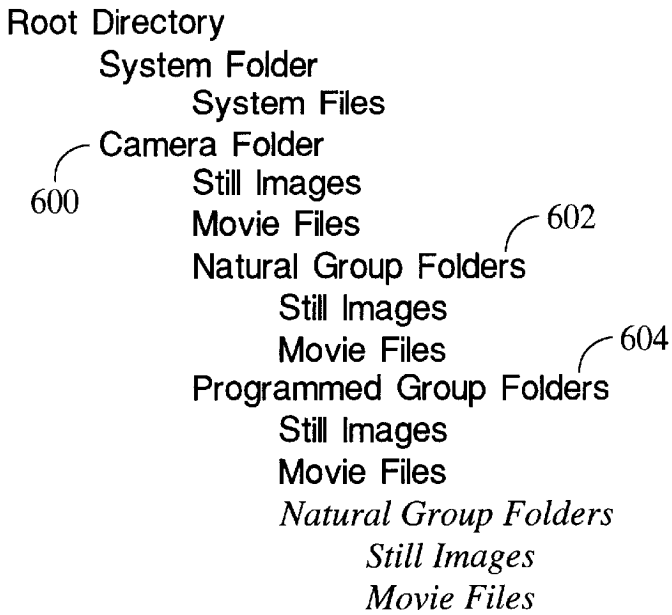 Root Directory
System Folder
System Files
Camera Folder
600
Still Images
Movie Files
602
Natural Group Folders
Still Images
Movie Files
604
Programmed Group Folders
Still Images
Movie Files
Natural Group Folders
Still Images
Movie Files